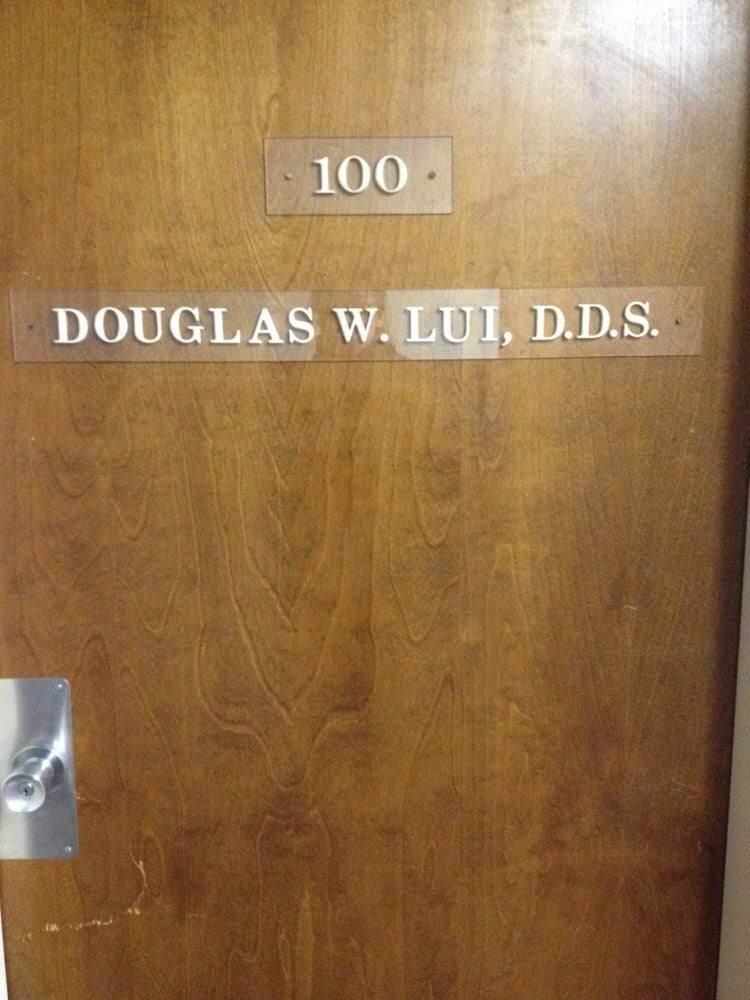 100
DOUGLAS W. LUI, D.D.S.